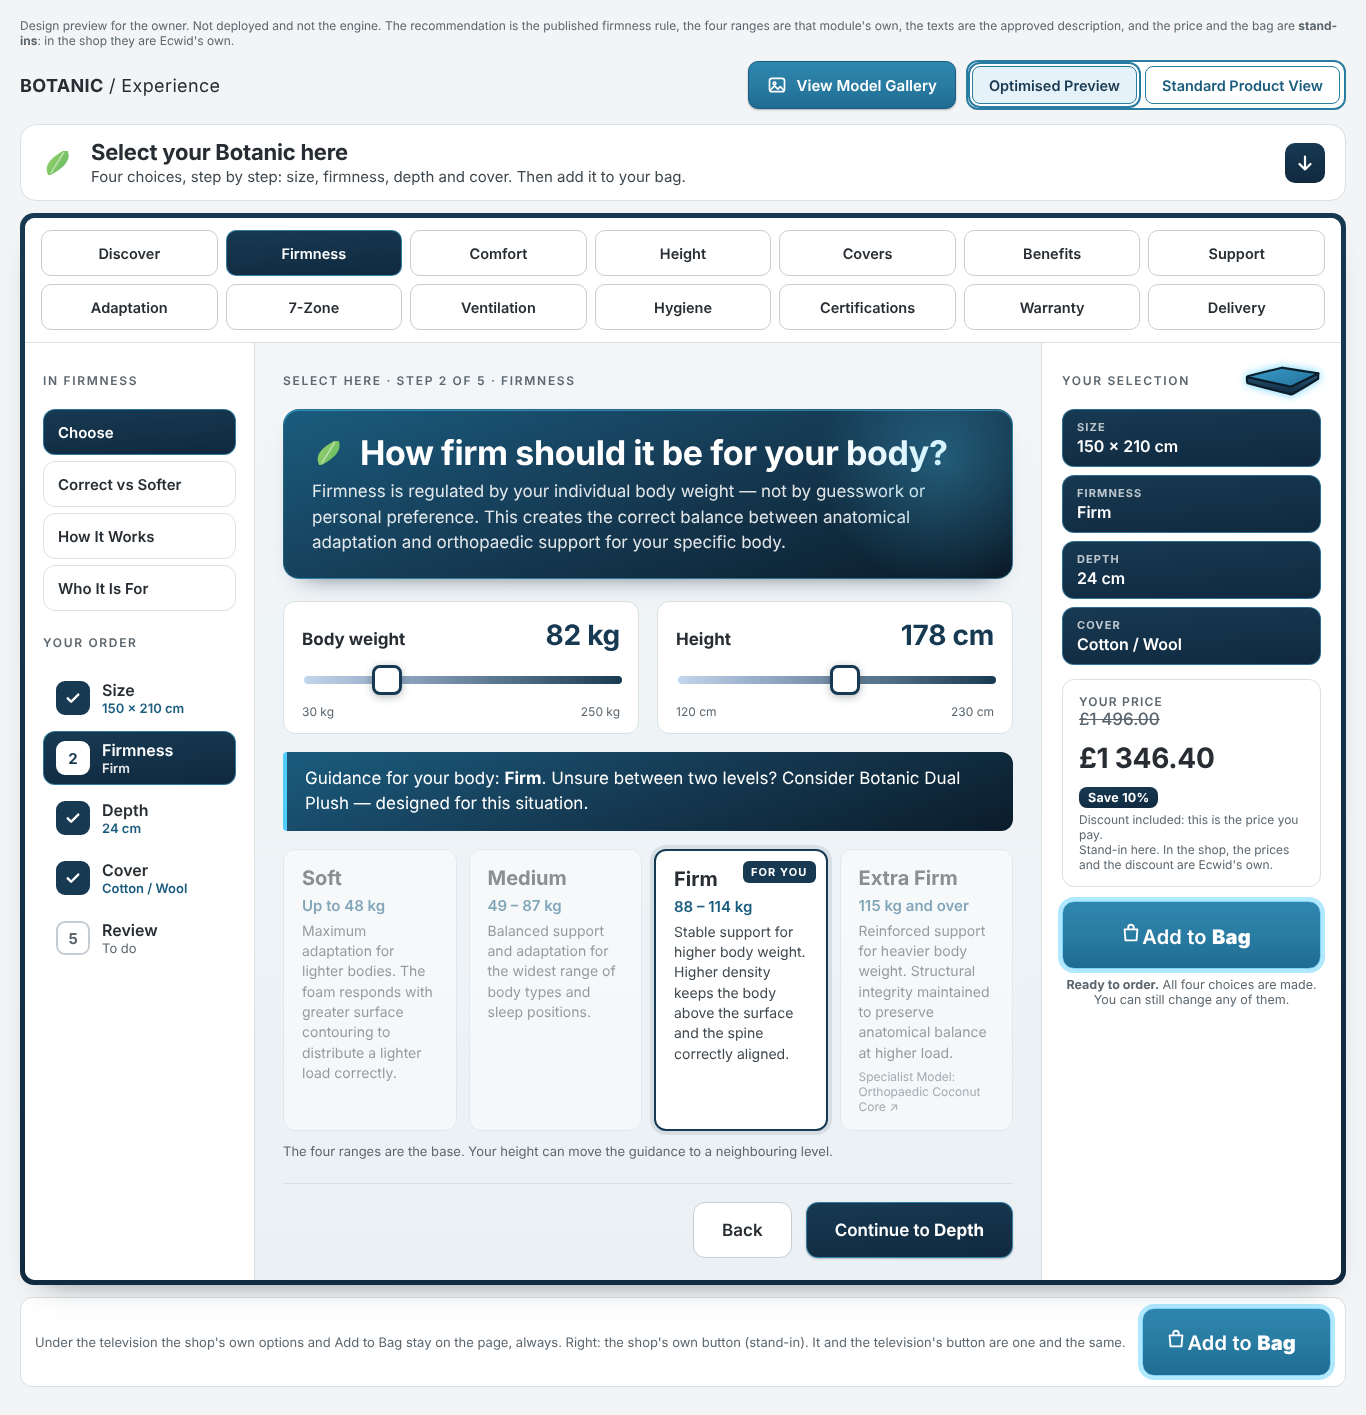 Design preview for the owner. Not deployed and not the engine. The recommendation is the published firmness rule, the four ranges are that module's own, the texts are the approved description, and the price and the bag are stand-
ins: in the shop they are Ecwid's own.
BOTANIC / Experience
View Model Gallery
Optimised Preview
Standard Product View
Select your Botanic here
Four choices, step by step: size, firmness, depth and cover. Then add it to your bag.
Discover
Firmness
Comfort
Height
Covers
Benefits
Support
Adaptation
7-Zone
Ventilation
Hygiene
Certifications
Warranty
Delivery
IN FIRMNESS
Choose
Correct vs Softer
How It Works
Who It Is For
YOUR ORDER
Size
150 × 210 cm
2
Firmness
Firm
Depth
24 cm
Cover
Cotton / Wool
5
Review
To do
SELECT HERE · STEP 2 OF 5 · FIRMNESS
How firm should it be for your body?
Firmness is regulated by your individual body weight — not by guesswork or
personal preference. This creates the correct balance between anatomical
adaptation and orthopaedic support for your specific body.
Body weight
82 kg
30 kg
250 kg
Height
178 cm
120 cm
230 cm
Guidance for your body: Firm. Unsure between two levels? Consider Botanic Dual
Plush — designed for this situation.
Soft
Up to 48 kg
Maximum
adaptation for
lighter bodies. The
foam responds with
greater surface
contouring to
distribute a lighter
load correctly.
Medium
49 – 87 kg
Balanced support
and adaptation for
the widest range of
body types and
sleep positions.
Firm
FOR YOU
88 – 114 kg
Stable support for
higher body weight.
Higher density
keeps the body
above the surface
and the spine
correctly aligned.
Extra Firm
115 kg and over
Reinforced support
for heavier body
weight. Structural
integrity maintained
to preserve
anatomical balance
at higher load.
Specialist Model:
Orthopaedic Coconut
Core ↗
The four ranges are the base. Your height can move the guidance to a neighbouring level.
Back
Continue to Depth
YOUR SELECTION
SIZE
150 × 210 cm
FIRMNESS
Firm
DEPTH
24 cm
COVER
Cotton / Wool
YOUR PRICE
£1 496.00
£1 346.40
Save 10%
Discount included: this is the price you
pay.
Stand-in here. In the shop, the prices
and the discount are Ecwid's own.
Add to Bag
Ready to order. All four choices are made.
You can still change any of them.
Under the television the shop's own options and Add to Bag stay on the page, always. Right: the shop's own button (stand-in). It and the television's button are one and the same.
Add to Bag